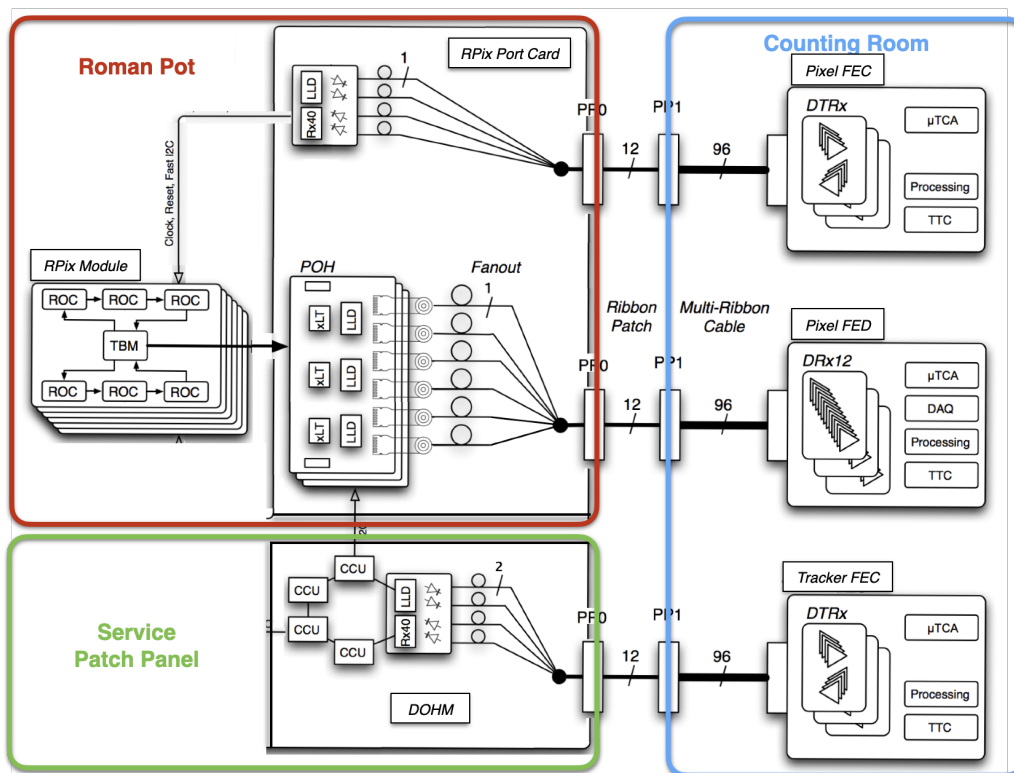 Roman Pot
RPix Port Card
Counting Room
Pixel FEC
LLD
Rx40
1
PP0
PP1
12
96
DTRx
µTCA
Processing
TTC
Clock, Reset, Fast I2C
RPix Module
ROC
ROC
ROC
TBM
ROC
ROC
ROC
POH
Fanout
1
xLT
LLD
xLT
LLD
xLT
LLD
Ribbon
Patch
Multi-Ribbon
Cable
PP0
PP1
12
96
Pixel FED
DRx12
µTCA
DAQ
Processing
TTC
Service
Patch Panel
CCU
CCU
CCU
CCU
LLD
Rx40
2
DOHM
PP0
PP1
12
96
Tracker FEC
DTRx
µTCA
Processing
TTC